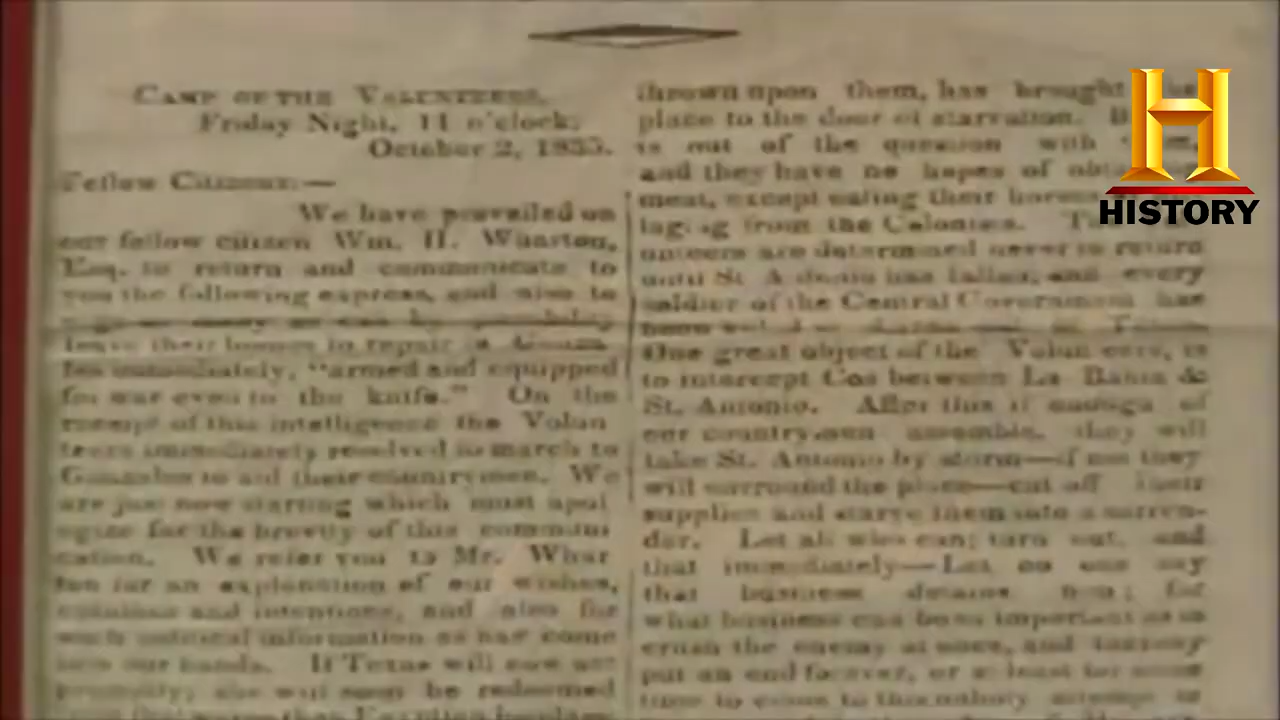 CAMP OF THE VALUNTEERS,
Friday Night, 11 o'clock;
October 2, 1835.
Fellow Citizens:—
We have prevailed on
our fellow citizen Wm. H. Wharton,
Esq. to return and communicate to
you the following express, and also to
leave their homes to repair
immediately, "armed and equipped
for war even to the knife." On the
receipt of this intelligence the Volun
teers immediately resolved to march to
Gonzales to aid their countrymen. We
are just now starting which must apol
ogize for the brevity of this communi
cation. We refer you to Mr. Whar
ton for an explanation of our wishes,
opinions and intentions, and also for
such information as has come
into our hands. If Texas will now act
promptly; she will soon be redeemed
thrown upon them, has brought
place to the door of starvation.
is out of the question with
and they have no hopes of
meat, except eating their horses
from the Colonies.
unteers are determined never to return
until St Antonio has fallen, and every
soldier of the Central Government has
been
One great object of the Volunteers, is
to intercept Cos between La Bahia &
St. Antonio. After this if enough of
our countrymen assemble, they will
take St. Antonio by storm—if not they
will surround the place—cut off their
supplies and starve them into a surren-
der. Let all who can; turn out, and
that immediately—Let no one say
that business detains him; for
what business can be so important as to
crush the enemy at once, and thereby
put an end forever, or at least for some
time to come to this unholy attempt
HISTORY